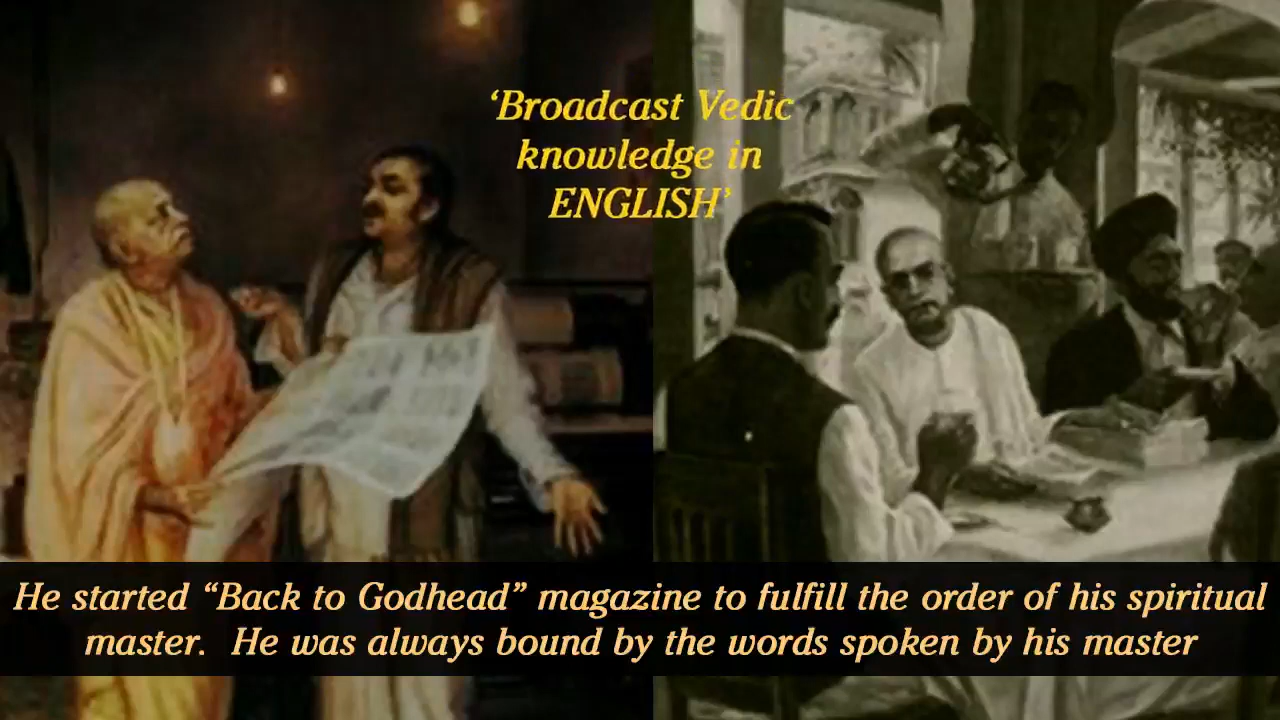 ‘Broadcast Vedic
knowledge in
ENGLISH’
He started “Back to Godhead” magazine to fulfill the order of his spiritual
master.  He was always bound by the words spoken by his master